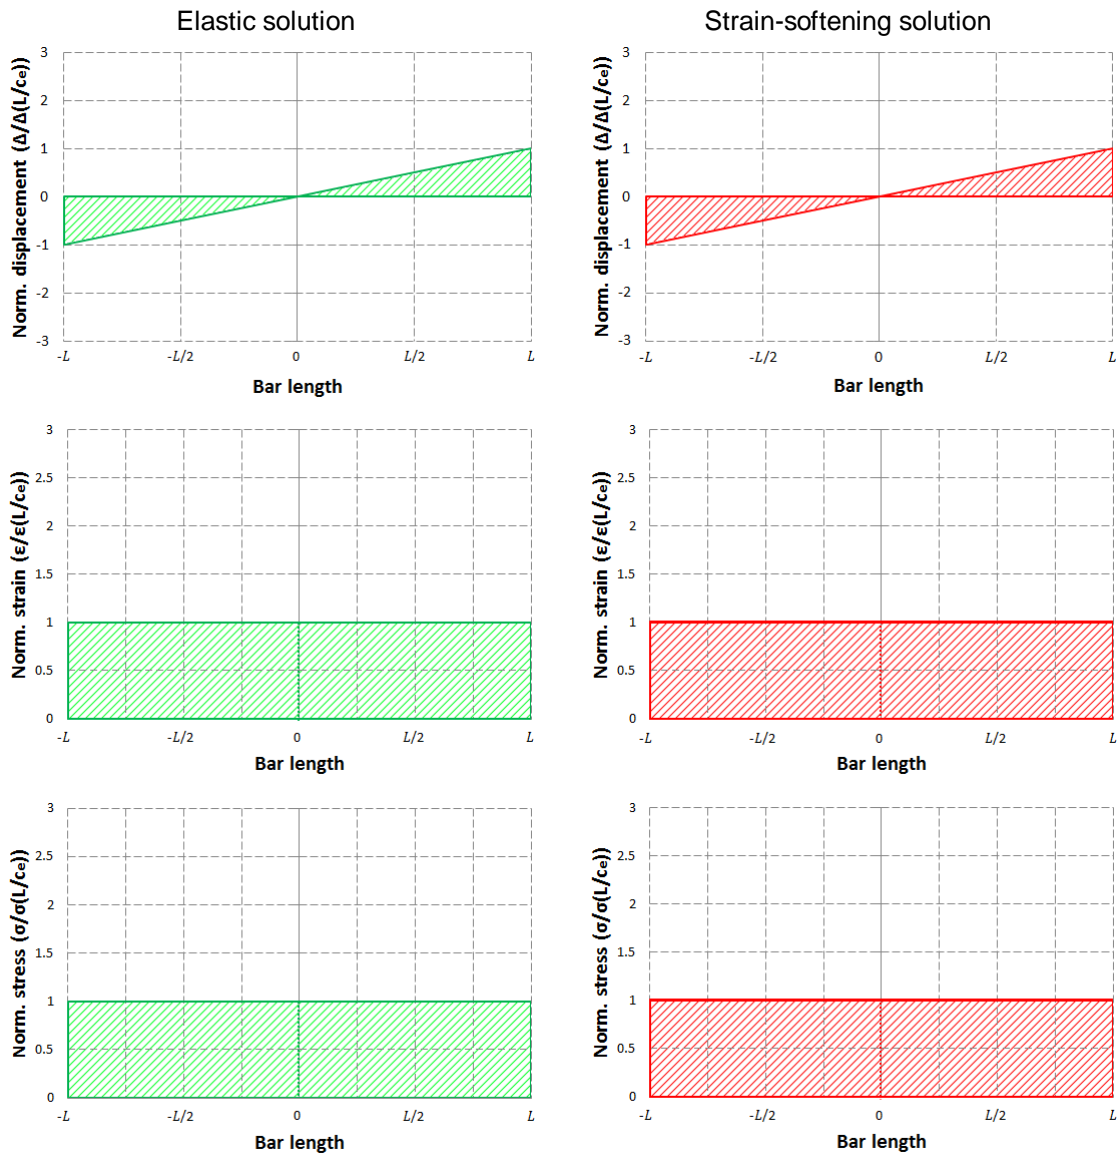 Elastic solution
Strain-softening solution
Norm. displacement (Δ/Δ(L/ce))
3
2
1
0
-1
-2
-3
-L
-L/2
0
L/2
L
Bar length
Norm. displacement (Δ/Δ(L/ce))
3
2
1
0
-1
-2
-3
-L
-L/2
0
L/2
L
Bar length
Norm. strain (ε/ε(L/ce))
3
2.5
2
1.5
1
0.5
0
-L
-L/2
0
L/2
L
Bar length
Norm. strain (ε/ε(L/ce))
3
2.5
2
1.5
1
0.5
0
-L
-L/2
0
L/2
L
Bar length
Norm. stress (σ/σ(L/ce))
3
2.5
2
1.5
1
0.5
0
-L
-L/2
0
L/2
L
Bar length
Norm. stress (σ/σ(L/ce))
3
2.5
2
1.5
1
0.5
0
-L
-L/2
0
L/2
L
Bar length